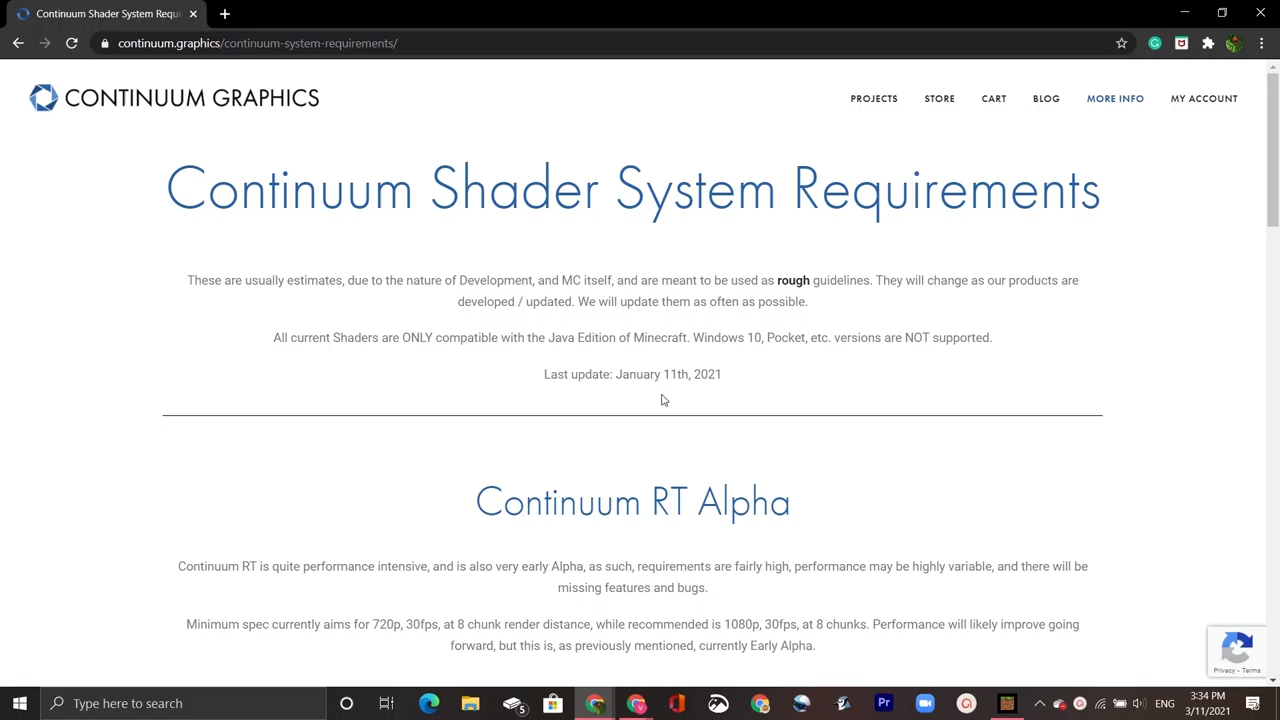 Continuum Shader System Requ
continuum.graphics/continuum-system-requirements/
CONTINUUM GRAPHICS
PROJECTS STORE CART BLOG MORE INFO MY ACCOUNT
Continuum Shader System Requirements
These are usually estimates, due to the nature of Development, and MC itself, and are meant to be used as rough guidelines. They will change as our products are
developed / updated. We will update them as often as possible.
All current Shaders are ONLY compatible with the Java Edition of Minecraft. Windows 10, Pocket, etc. versions are NOT supported.
Last update: January 11th, 2021
Continuum RT Alpha
Continuum RT is quite performance intensive, and is also very early Alpha, as such, requirements are fairly high, performance may be highly variable, and there will be
missing features and bugs.
Minimum spec currently aims for 720p, 30fps, at 8 chunk render distance, while recommended is 1080p, 30fps, at 8 chunks. Performance will likely improve going
forward, but this is, as previously mentioned, currently Early Alpha.
Privacy - Terms
Type here to search
5
Pr
ENG
3:34 PM
3/11/2021